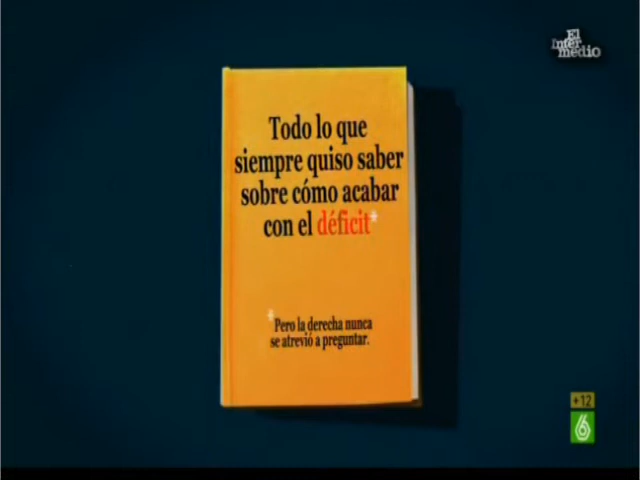 El
Inter
medio
Todo lo que
siempre quiso saber
sobre cómo acabar
con el déficit*
*Pero la derecha nunca
se atrevió a preguntar.
+12
6